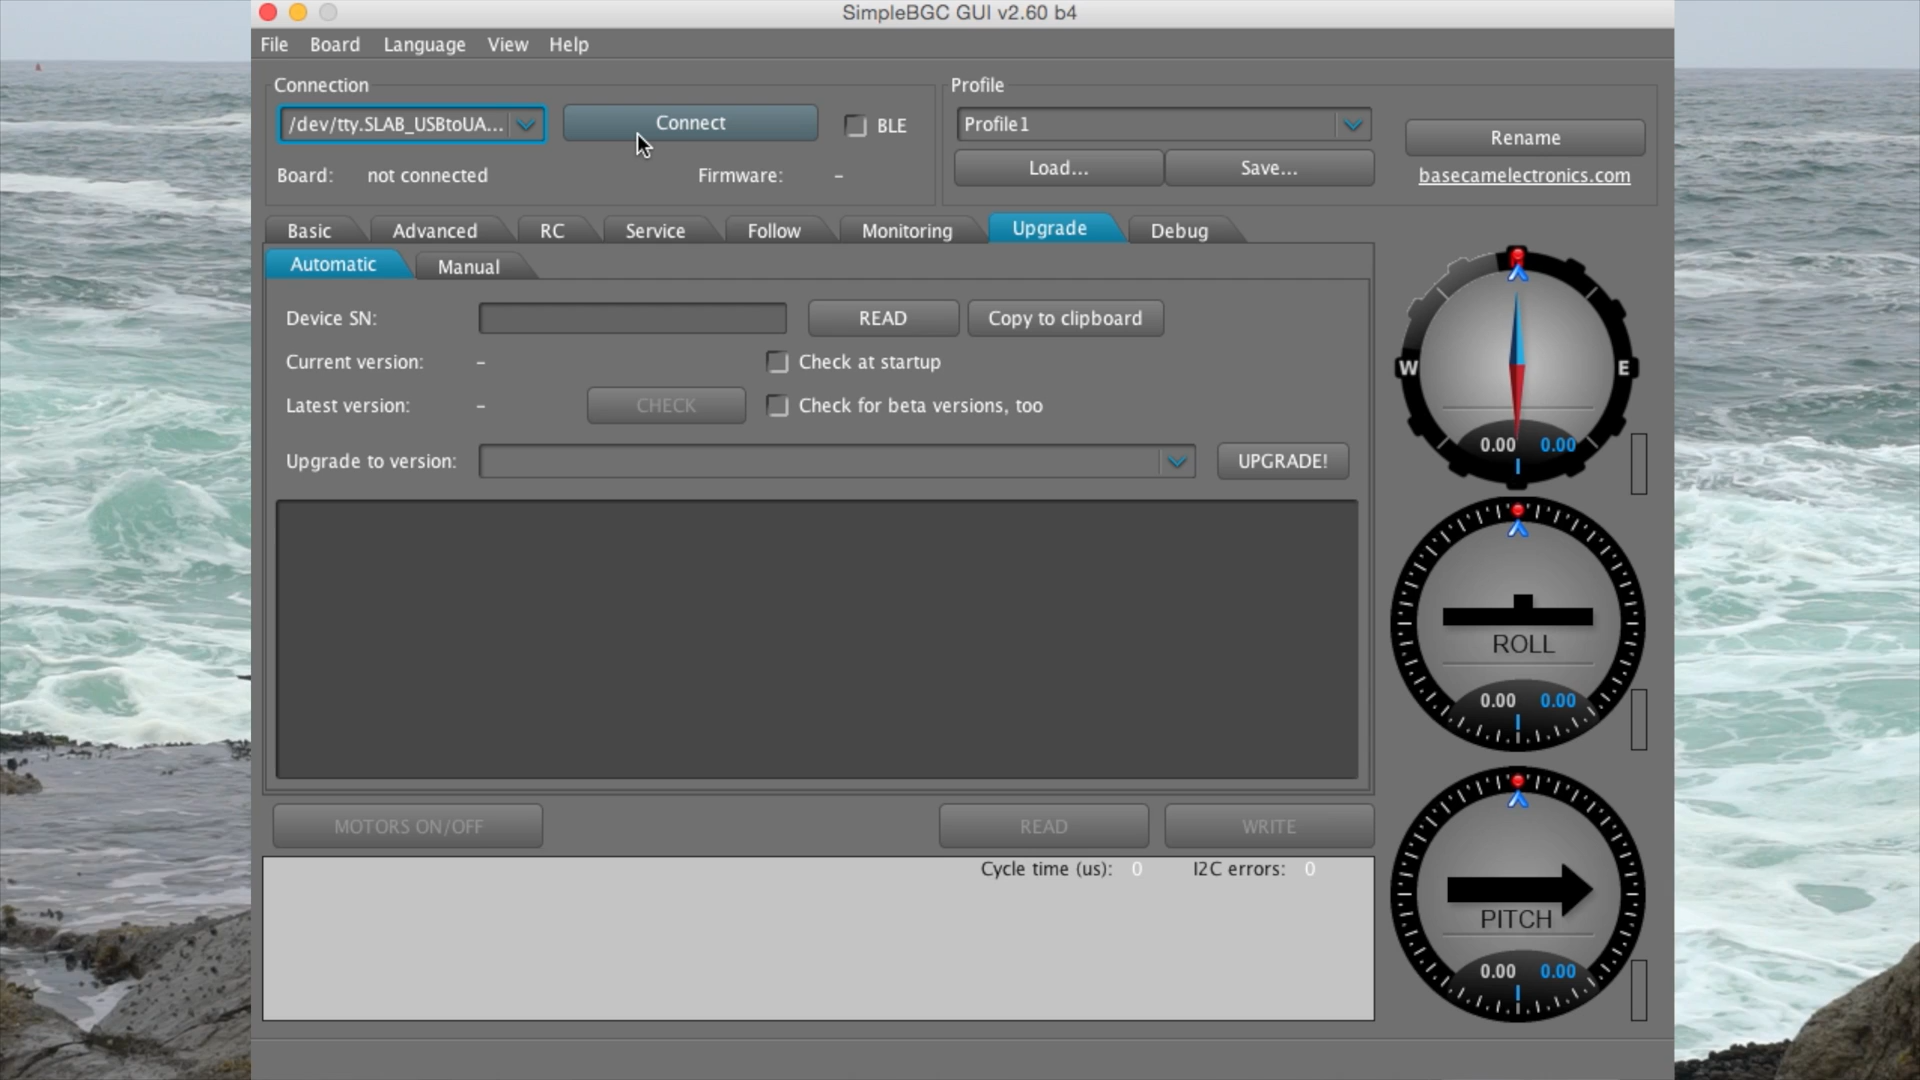 SimpleBGC GUI v2.60 b4
File Board Language View Help
Connection
/dev/tty.SLAB_USBtoUA...
Connect
BLE
Board: not connected
Firmware: -
Profile
Profile1
Load...
Save...
Rename
basecamelectronics.com
Basic Advanced RC Service Follow Monitoring Upgrade Debug
Automatic Manual
Device SN:
READ
Copy to clipboard
Current version: -
Check at startup
Latest version: -
CHECK
Check for beta versions, too
Upgrade to version:
UPGRADE!
W E
0.00 0.00
ROLL
0.00 0.00
PITCH
0.00 0.00
MOTORS ON/OFF
READ
WRITE
Cycle time (us): 0 I2C errors: 0